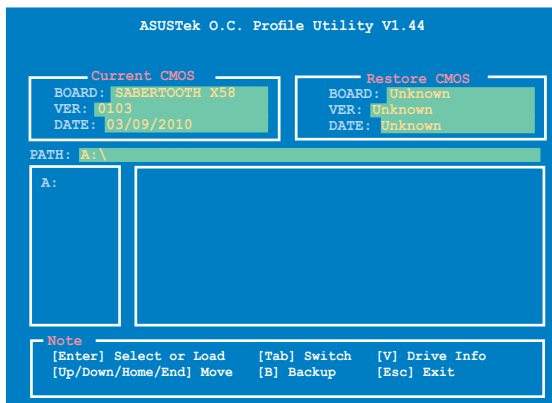 ASUSTek O.C. Profile Utility V1.44
Current CMOS
BOARD: SABERTOOTH X58
VER: 0103
DATE: 03/09/2010
Restore CMOS
BOARD: Unknown
VER: Unknown
DATE: Unknown
PATH: A:\
A:
Note
[Enter] Select or Load [Tab] Switch [V] Drive Info
[Up/Down/Home/End] Move [B] Backup [Esc] Exit